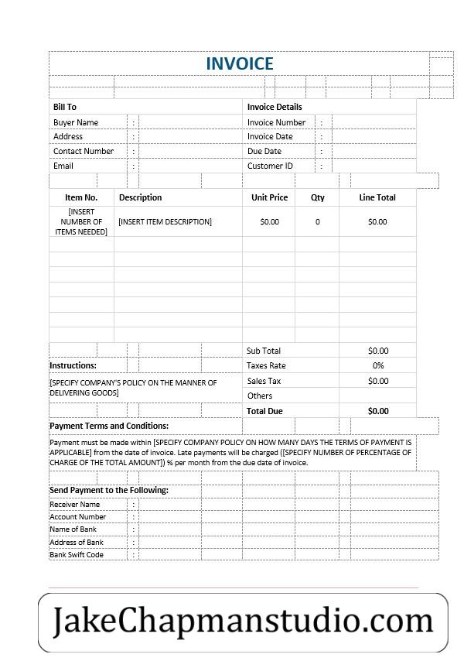 INVOICE
Bill To
Invoice Details
Buyer Name :
Invoice Number :
Address :
Invoice Date :
Contact Number :
Due Date :
Email :
Customer ID :
Item No. Description Unit Price Qty Line Total
[INSERT
NUMBER OF
ITEMS NEEDED]
[INSERT ITEM DESCRIPTION] $0.00 0 $0.00
Sub Total $0.00
Instructions:
Taxes Rate 0%
[SPECIFY COMPANY'S POLICY ON THE MANNER OF
DELIVERING GOODS]
Sales Tax $0.00
Others
Total Due $0.00
Payment Terms and Conditions:
Payment must be made within [SPECIFY COMPANY POLICY ON HOW MANY DAYS THE TERMS OF PAYMENT IS
APPLICABLE] from the date of invoice. Late payments will be charged ([SPECIFY NUMBER OF PERCENTAGE OF
CHARGE OF THE TOTAL AMOUNT]) % per month from the due date of invoice.
Send Payment to the Following:
Receiver Name :
Account Number :
Name of Bank :
Address of Bank :
Bank Swift Code :
JakeChapmanstudio.com